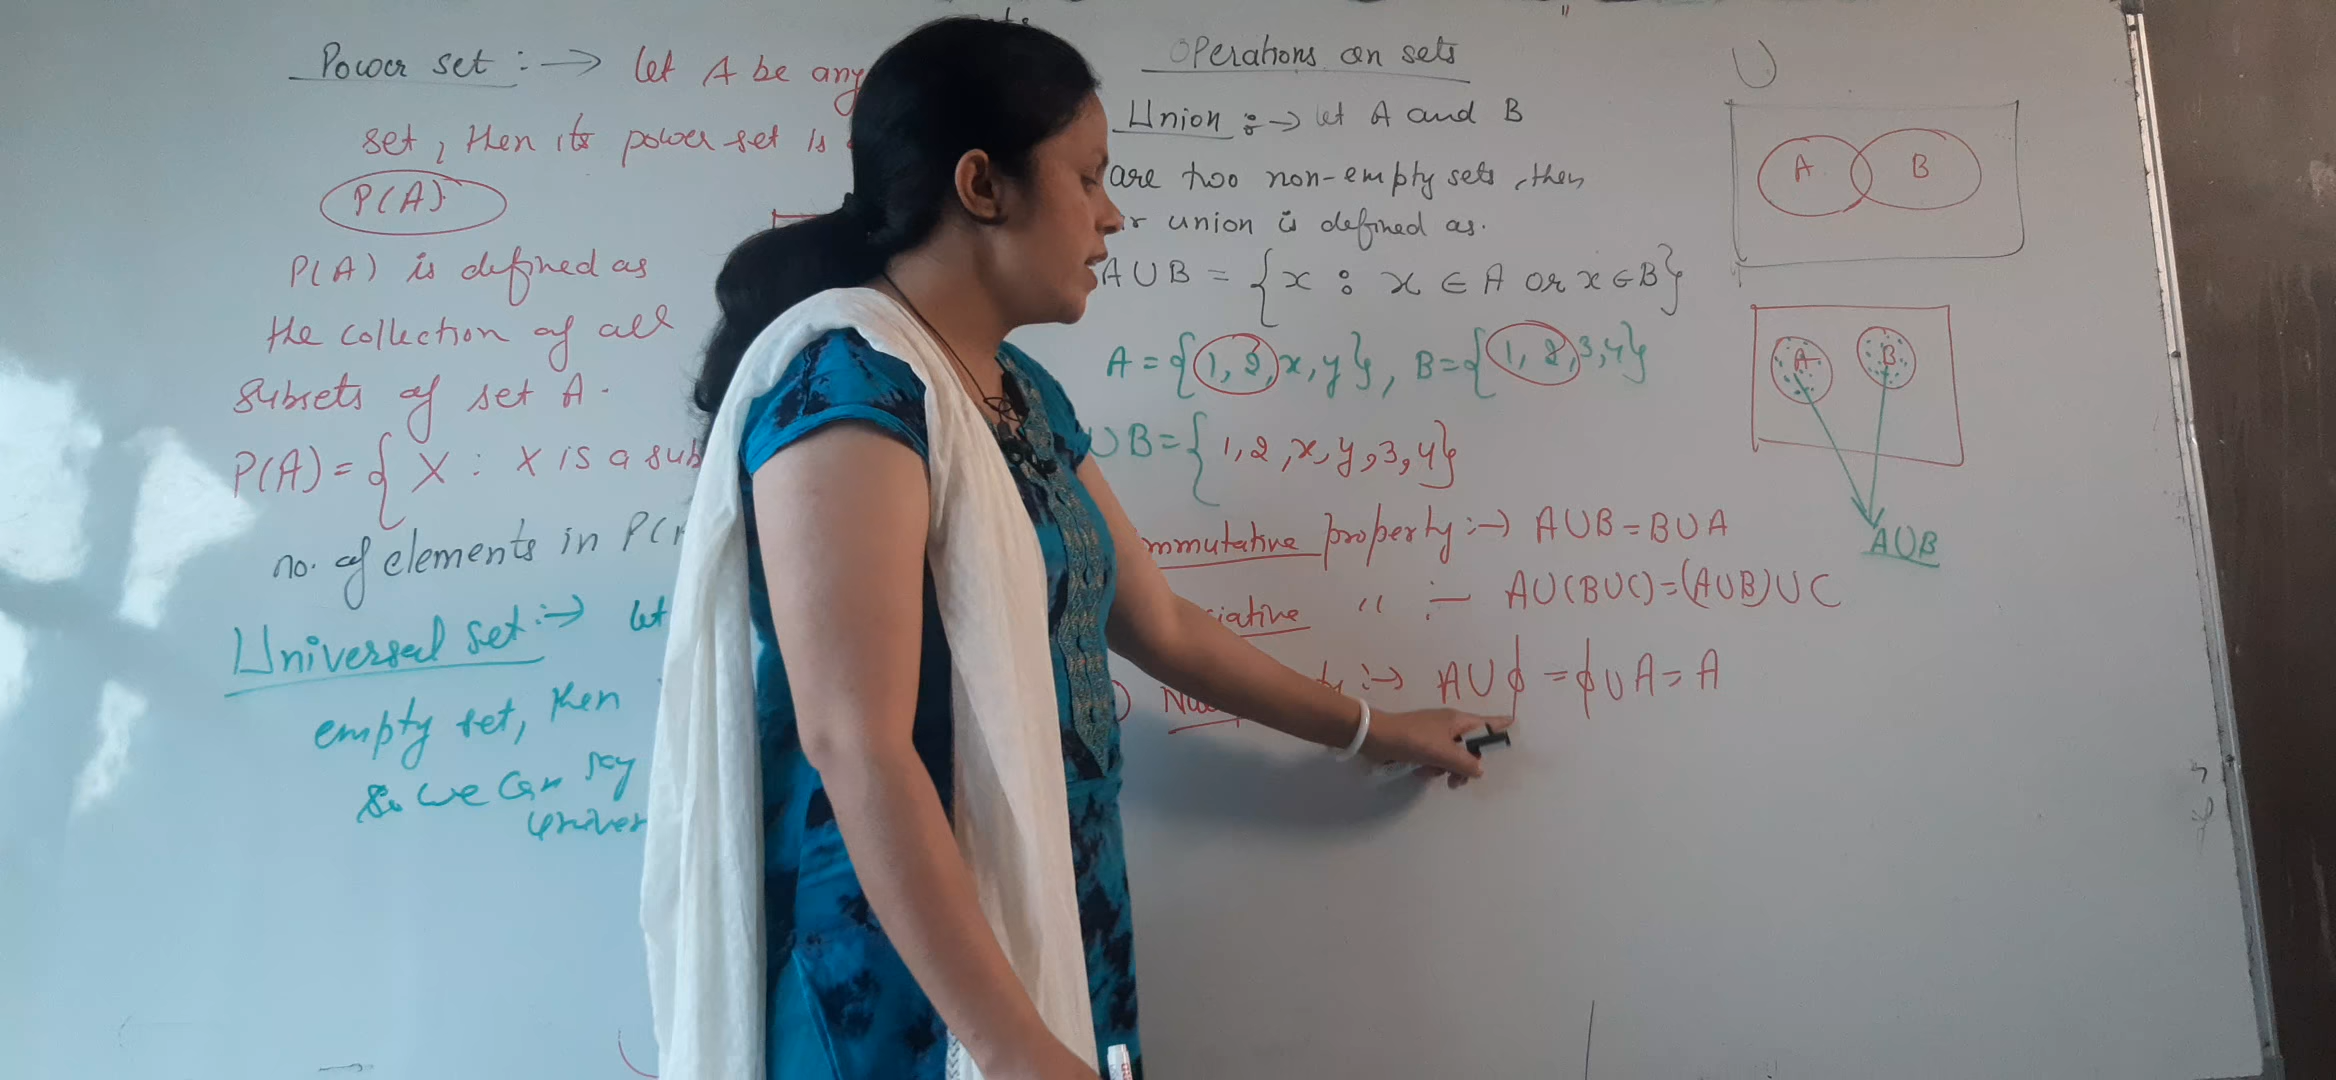 Power set :→ let A be any
set, then its power set is
P(A)
P(A) is defined as
the collection of all
subsets of set A.
P(A) = { X : X is a sub
no. of elements in P(
Universal set :→ let
empty set, then
So we can say
univer
Operations on sets
Union :→ let A and B
are two non-empty sets, then
ir union is defined as.
A∪B = { x : x ∈ A or x ∈ B}
A = {1, 2, x, y}, B = {1, 2, 3, 4}
∪B = { 1, 2, x, y, 3, 4}
mmutative property :→ A∪B = B∪A
ciative " :— A∪(B∪C) = (A∪B)∪C
:→ A∪ϕ = ϕ∪A = A
U
A B
A B
A∪B